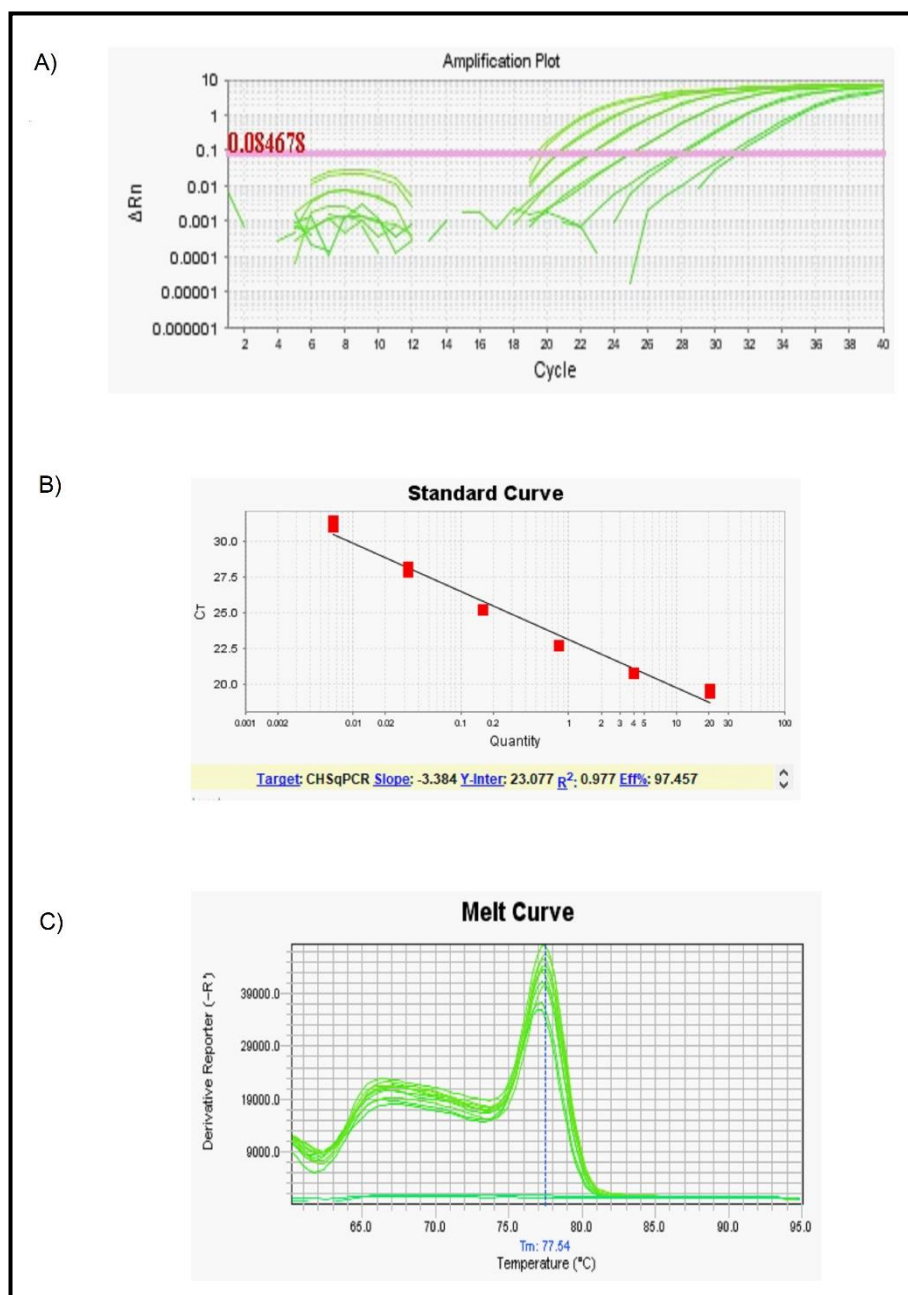 A)
Amplification Plot
10
1
0.084678
0.1
0.01
0.001
0.0001
0.00001
0.000001
ΔRn
2 4 6 8 10 12 14 16 18 20 22 24 26 28 30 32 34 36 38 40
Cycle
B)
Standard Curve
30.0
27.5
25.0
22.5
20.0
CT
0.001 0.002 0.01 0.02 0.1 0.2 1 2 3 4 5 10 20 30 100
Quantity
Target: CHSqPCR Slope: -3.384 Y-Inter: 23.077 R²: 0.977 Eff%: 97.457
C)
Melt Curve
39000.0
29000.0
19000.0
9000.0
Derivative Reporter (-R')
65.0 70.0 75.0 80.0 85.0 90.0 95.0
Tm: 77.54
Temperature (°C)